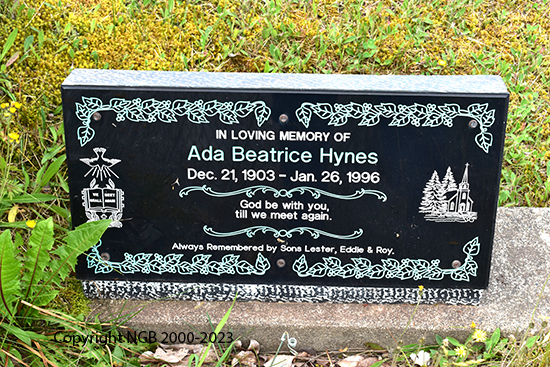 IN LOVING MEMORY OF
Ada Beatrice Hynes
Dec. 21, 1903 – Jan. 26, 1996
God be with you,
till we meet again.
Always Remembered by Sons Lester, Eddie & Roy.
Copyright NGB 2000-2023